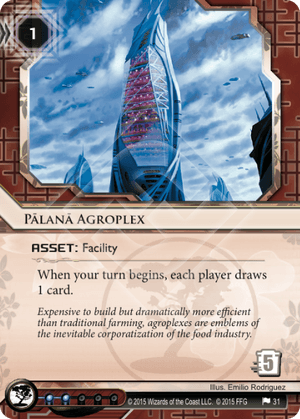 1
PĀLANĀ AGROPLEX
ASSET: Facility
When your turn begins, each player draws
1 card.
Expensive to build but dramatically more efficient
than traditional farming, agroplexes are emblems of
the inevitable corporatization of the food industry.
5
Illus. Emilio Rodriguez
© 2015 Wizards of the Coast LLC. © 2015 FFG 31